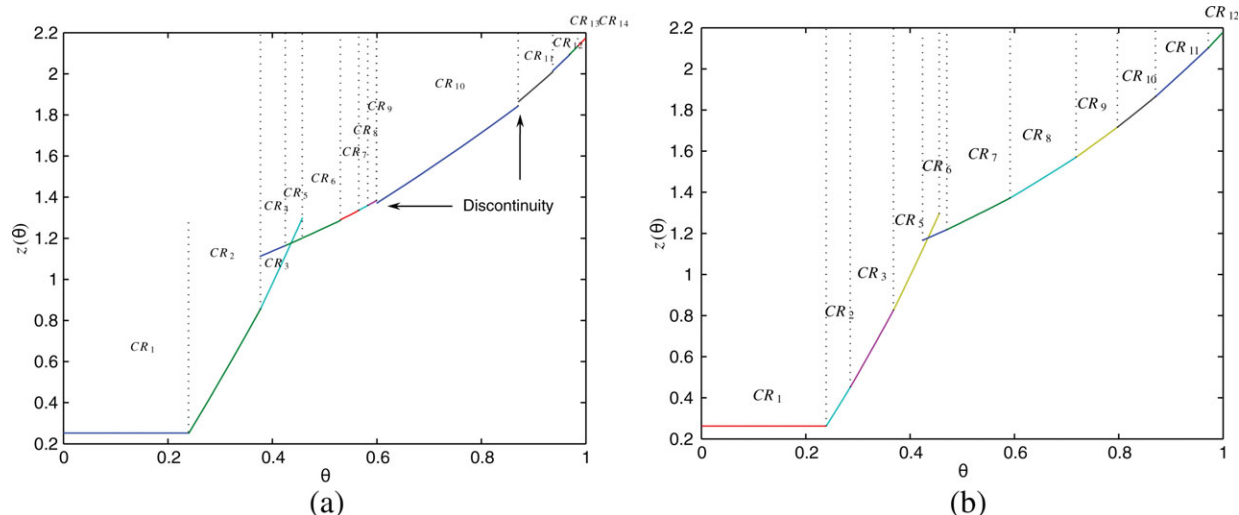 CR13CR14
2.2
CR12
CR11
2
CR10
CR9
1.8
CR8
1.6
CR7
CR6
1.4
CR5
CR4
Discontinuity
1.2
z(θ)
CR2
CR3
1
0.8
CR1
0.6
0.4
0.2
0
0.2
0.4
0.6
0.8
1
θ
(a)
CR12
2.2
CR11
2
CR10
1.8
CR9
CR8
1.6
CR7
CR6
1.4
CR5
1.2
z(θ)
CR3
1
CR2
0.8
0.6
CR1
0.4
0.2
0
0.2
0.4
0.6
0.8
1
θ
(b)